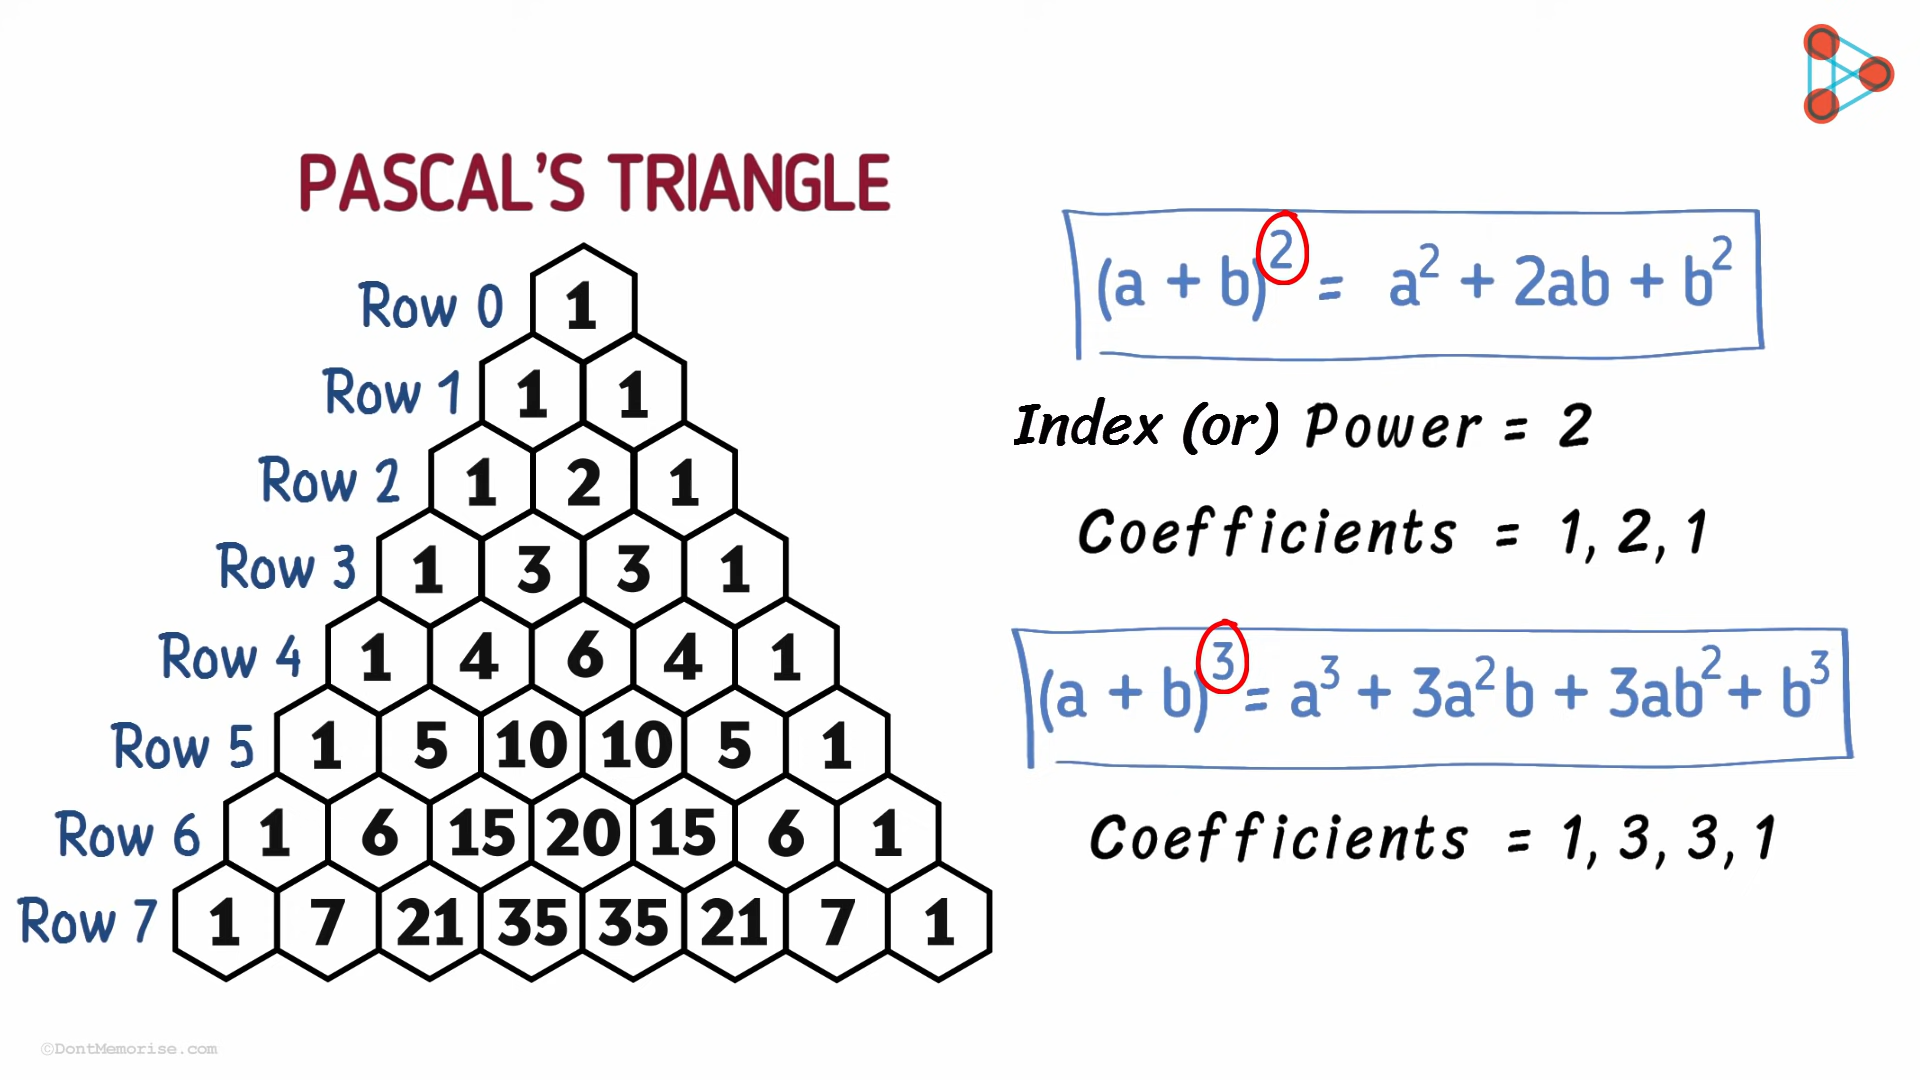 PASCAL'S TRIANGLE
Row 0 1
Row 1 1 1
Row 2 1 2 1
Row 3 1 3 3 1
Row 4 1 4 6 4 1
Row 5 1 5 10 10 5 1
Row 6 1 6 15 20 15 6 1
Row 7 1 7 21 35 35 21 7 1
(a + b)² = a² + 2ab + b²
Index (or) Power = 2
Coefficients = 1, 2, 1
(a + b)³ = a³ + 3a²b + 3ab² + b³
Coefficients = 1, 3, 3, 1
©DontMemorise.com